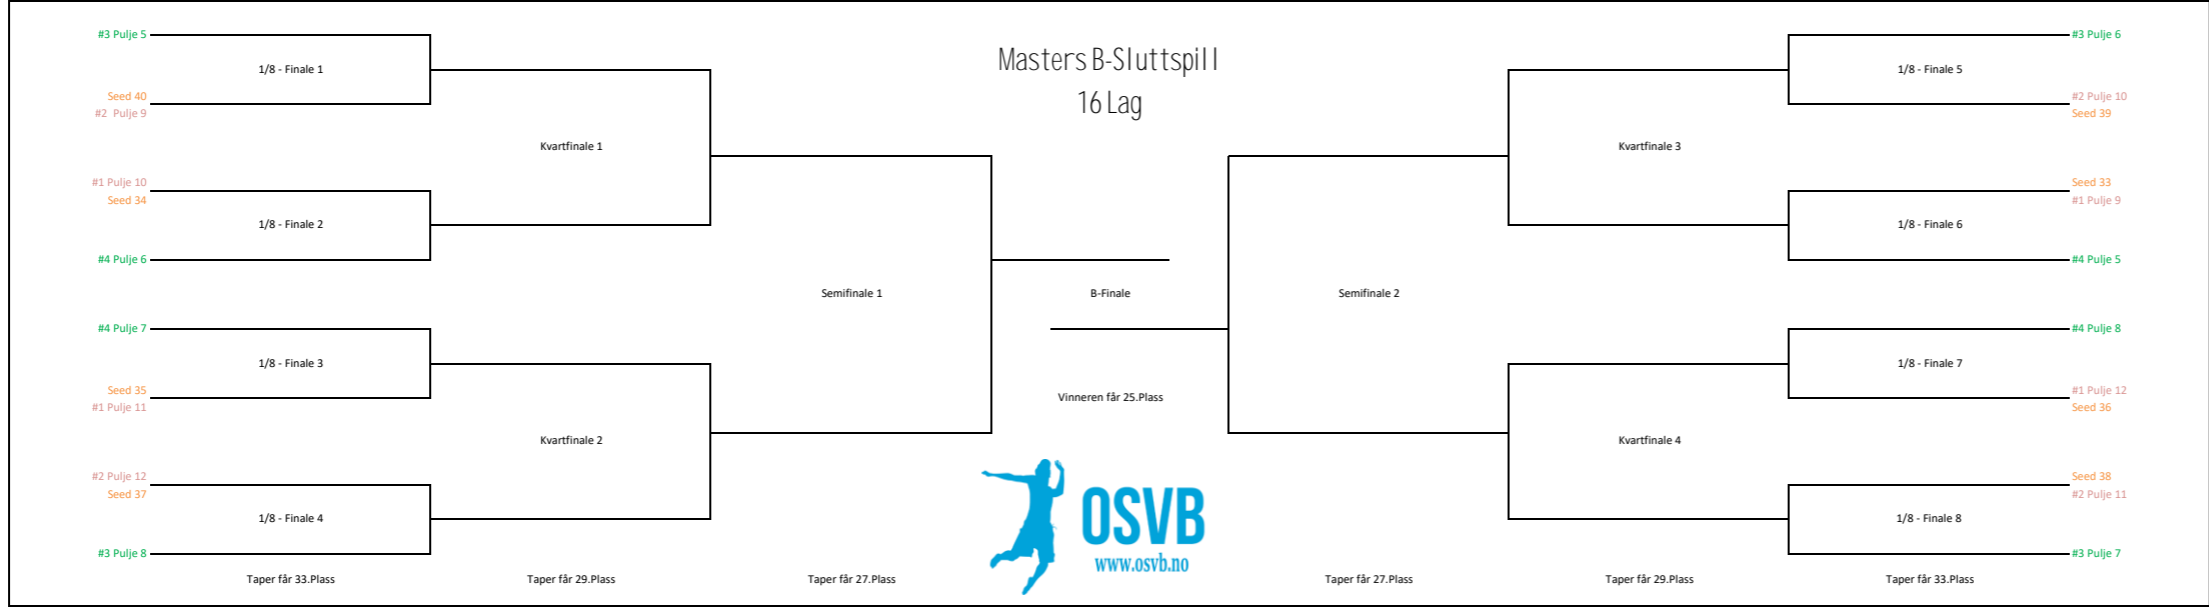 Masters B-Sluttspill
16 Lag
#3 Pulje 5
1/8 - Finale 1
Seed 40
#2 Pulje 9
Kvartfinale 1
#1 Pulje 10
Seed 34
1/8 - Finale 2
#4 Pulje 6
Semifinale 1
#4 Pulje 7
1/8 - Finale 3
Seed 35
#1 Pulje 11
Kvartfinale 2
#2 Pulje 12
Seed 37
1/8 - Finale 4
#3 Pulje 8
Taper får 33.Plass
Taper får 29.Plass
Taper får 27.Plass
B-Finale
Vinneren får 25.Plass
OSVB
www.osvb.no
#3 Pulje 6
1/8 - Finale 5
#2 Pulje 10
Seed 39
Kvartfinale 3
Seed 33
#1 Pulje 9
1/8 - Finale 6
#4 Pulje 5
Semifinale 2
#4 Pulje 8
1/8 - Finale 7
#1 Pulje 12
Seed 36
Kvartfinale 4
Seed 38
#2 Pulje 11
1/8 - Finale 8
#3 Pulje 7
Taper får 27.Plass
Taper får 29.Plass
Taper får 33.Plass